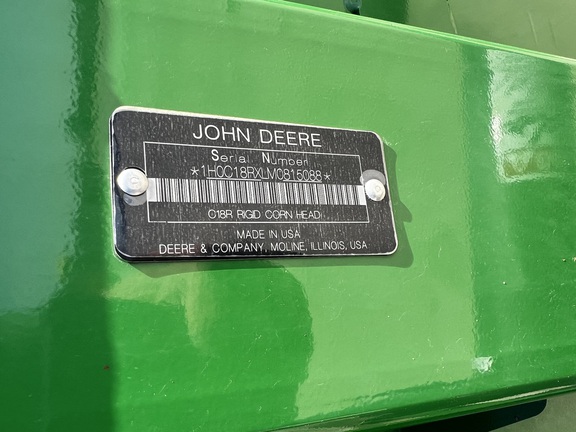 JOHN DEERE
Serial Number
*1H0C18RXLM0815088*
C18R RIGID CORN HEAD
MADE IN USA
DEERE & COMPANY, MOLINE, ILLINOIS, USA